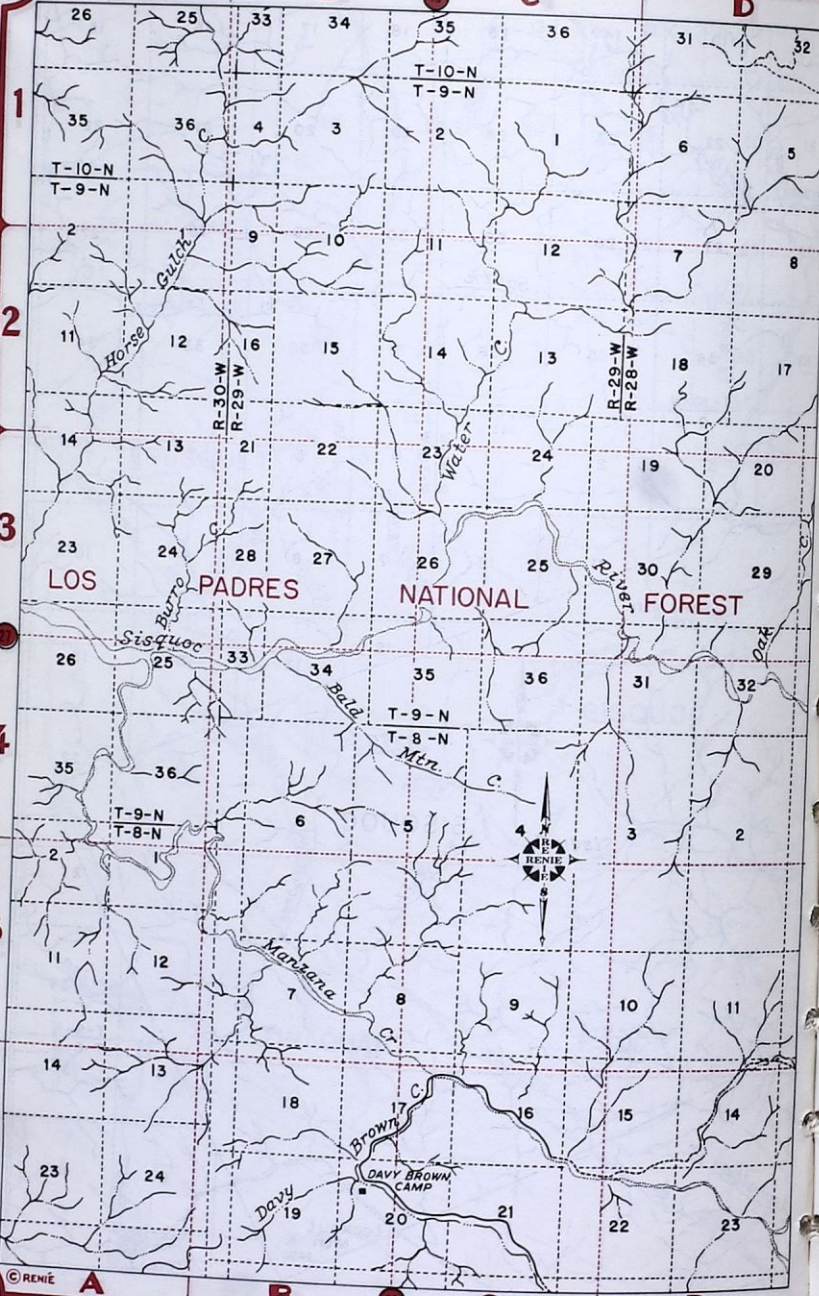 B C D
26 25 33 34 35 36 31 32
T-10-N
T-9-N
1
35 36 C. 4 3 2 1 6 5
T-10-N
T-9-N
2 9 10 11 12 7 8
Horse Gulch
2
11 12 16 15 14 C. 13 18 17
R-30-W
R-29-W
R-29-W
R-28-W
14 13 21 22 23 Water 24 19 20
3
23 24 C. 28 27 26 25 River 30 29 C.
LOS PADRES NATIONAL FOREST
Burro
Sisquoc
Oak
26 25 33 34 35 36 31 32
Bald Mtn. C.
T-9-N
T-8-N
4
35 36
T-9-N
T-8-N
6 5 4 3 2
N
RENIE
RENIE
S
2 1
11 12
Manzana Cr
7 8 9 10 11
14 13 18 17 16 15 14
Davy Brown C.
DAVY BROWN
CAMP
23 24 19 20 21 22 23
© RENIÉ
A B